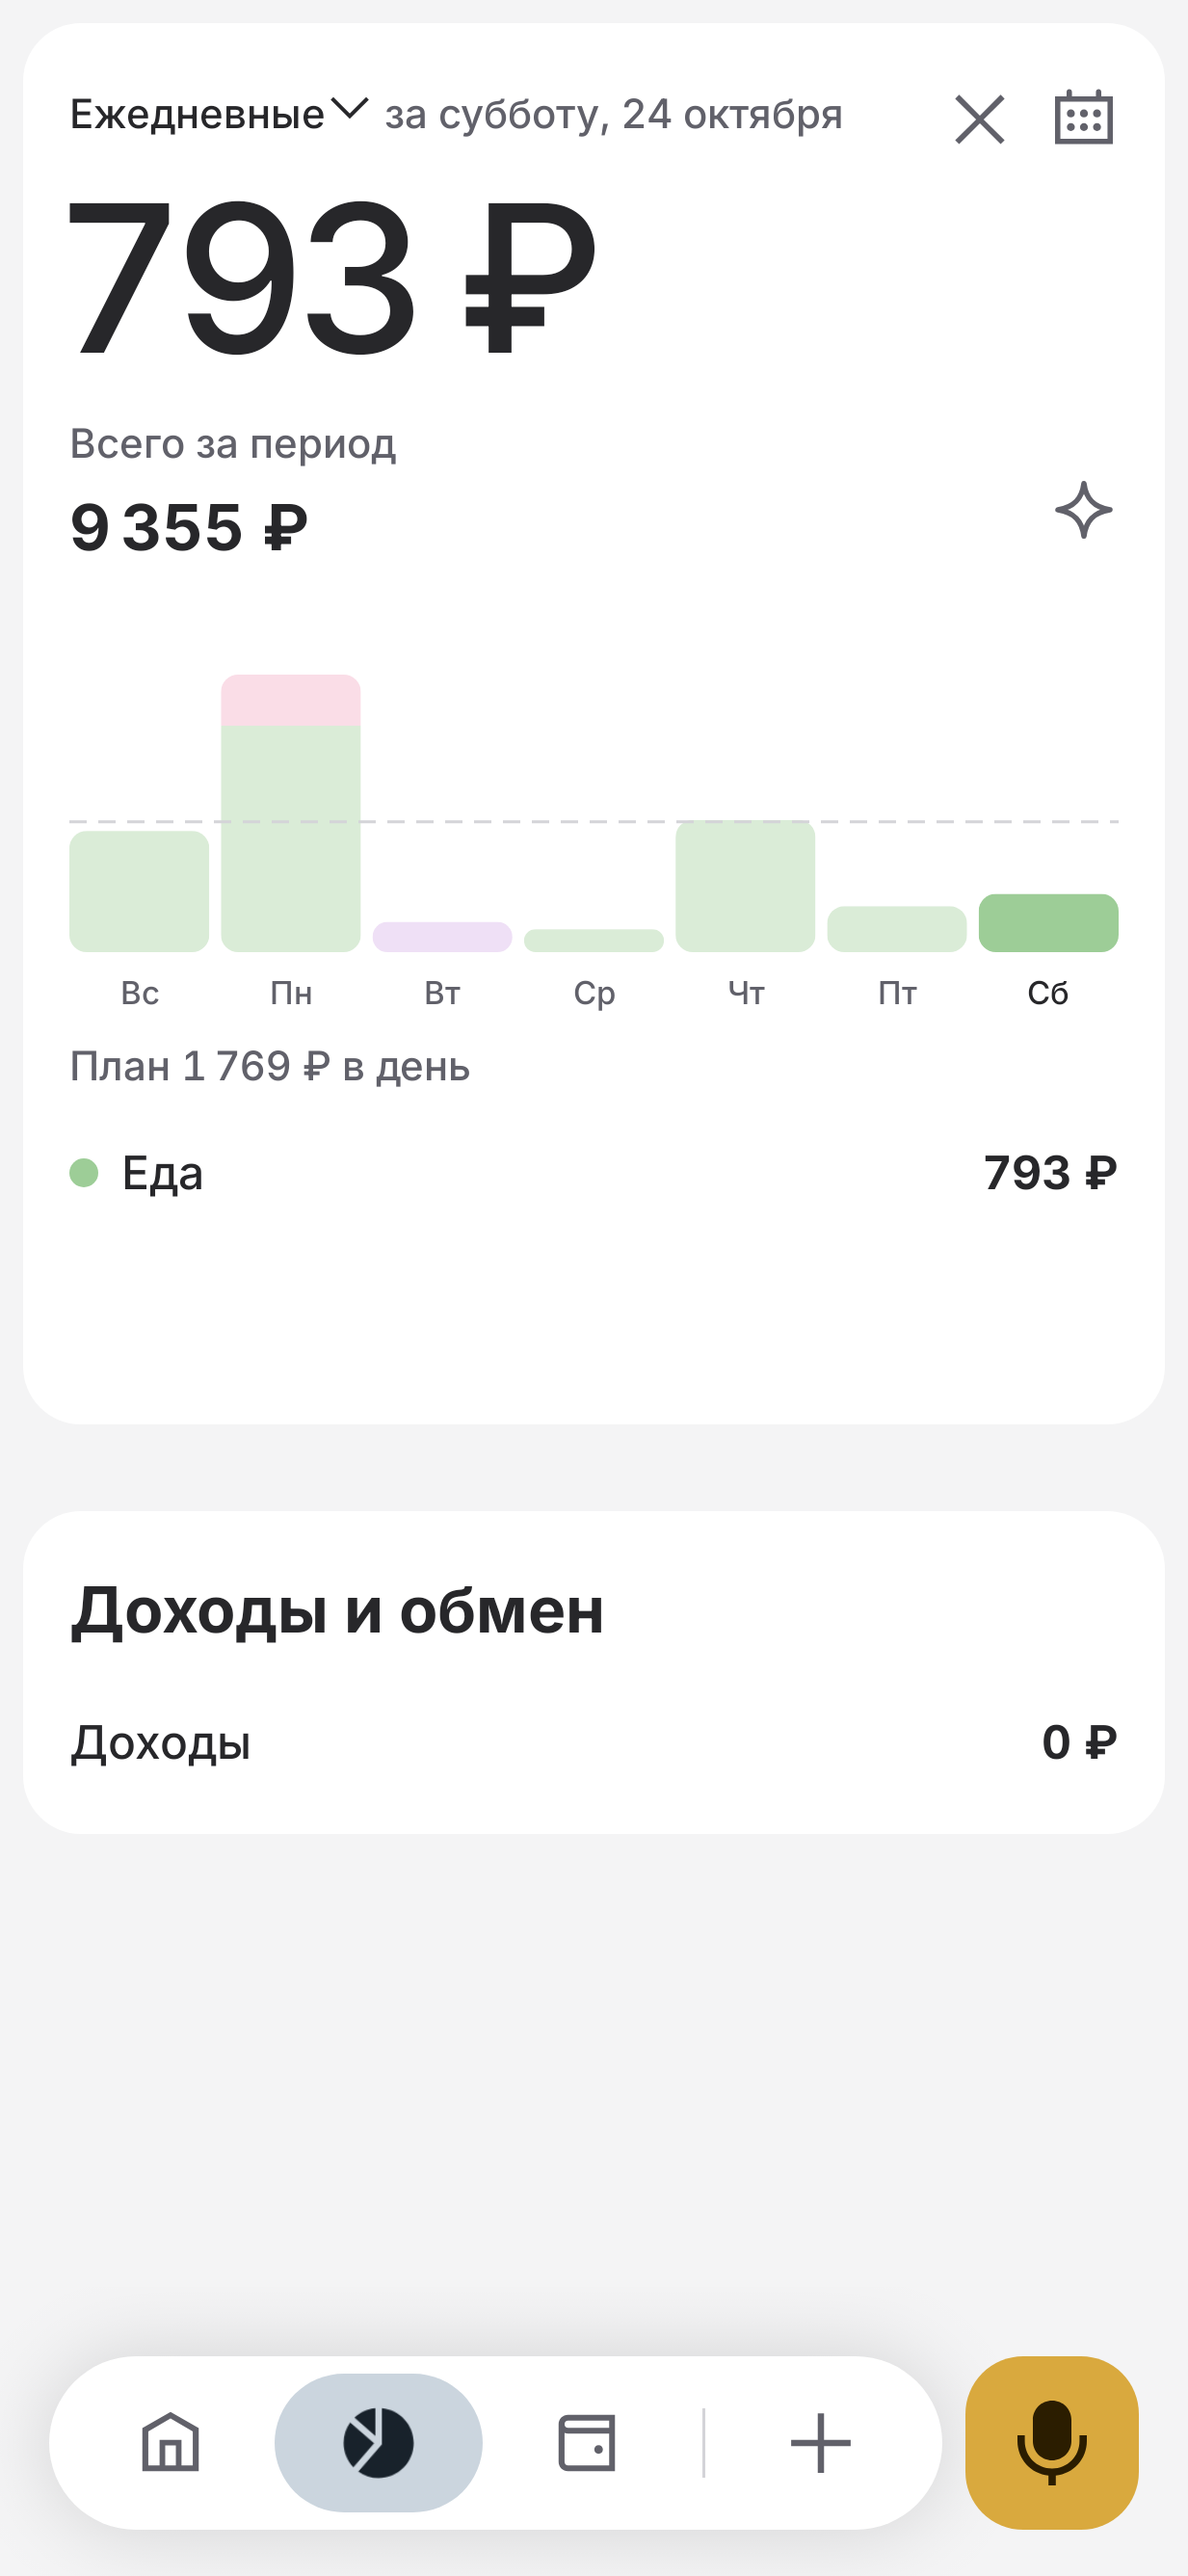 Ежедневные за субботу, 24 октября
793 ₽
Всего за период
9 355 ₽
Вс Пн Вт Ср Чт Пт Сб
План 1 769 ₽ в день
Еда 793 ₽
Доходы и обмен
Доходы 0 ₽